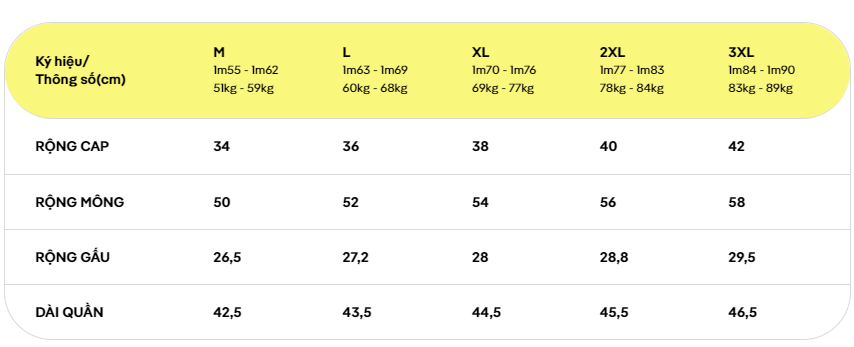 Ký hiệu/
Thông số(cm)
M
1m55 - 1m62
51kg - 59kg
L
1m63 - 1m69
60kg - 68kg
XL
1m70 - 1m76
69kg - 77kg
2XL
1m77 - 1m83
78kg - 84kg
3XL
1m84 - 1m90
83kg - 89kg
RỘNG CAP 34 36 38 40 42
RỘNG MÔNG 50 52 54 56 58
RỘNG GẤU 26,5 27,2 28 28,8 29,5
DÀI QUẦN 42,5 43,5 44,5 45,5 46,5